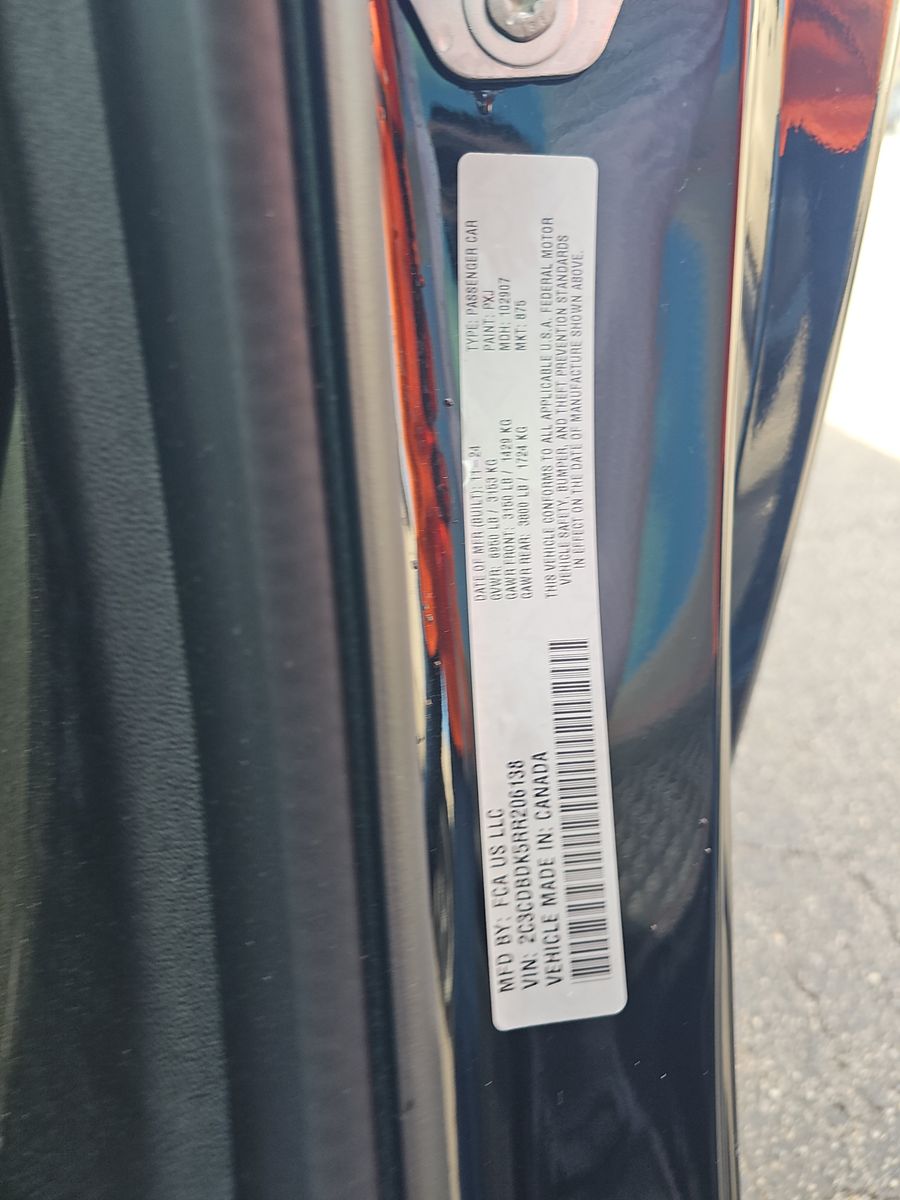 MFD BY: FCA US LLC
VIN: 2C3CDBDK5RR206138
VEHICLE MADE IN: CANADA
DATE OF MFR (BUILT): 11-24
GVWR: 6950 LB / 3153 KG
GAWR FRONT: 3150 LB / 1429 KG
GAWR REAR: 3800 LB / 1724 KG
TYPE: PASSENGER CAR
PAINT: PXJ
MDH: 102907
MKT: 875
THIS VEHICLE CONFORMS TO ALL APPLICABLE U.S.A. FEDERAL MOTOR
VEHICLE SAFETY, BUMPER, AND THEFT PREVENTION STANDARDS
IN EFFECT ON THE DATE OF MANUFACTURE SHOWN ABOVE.